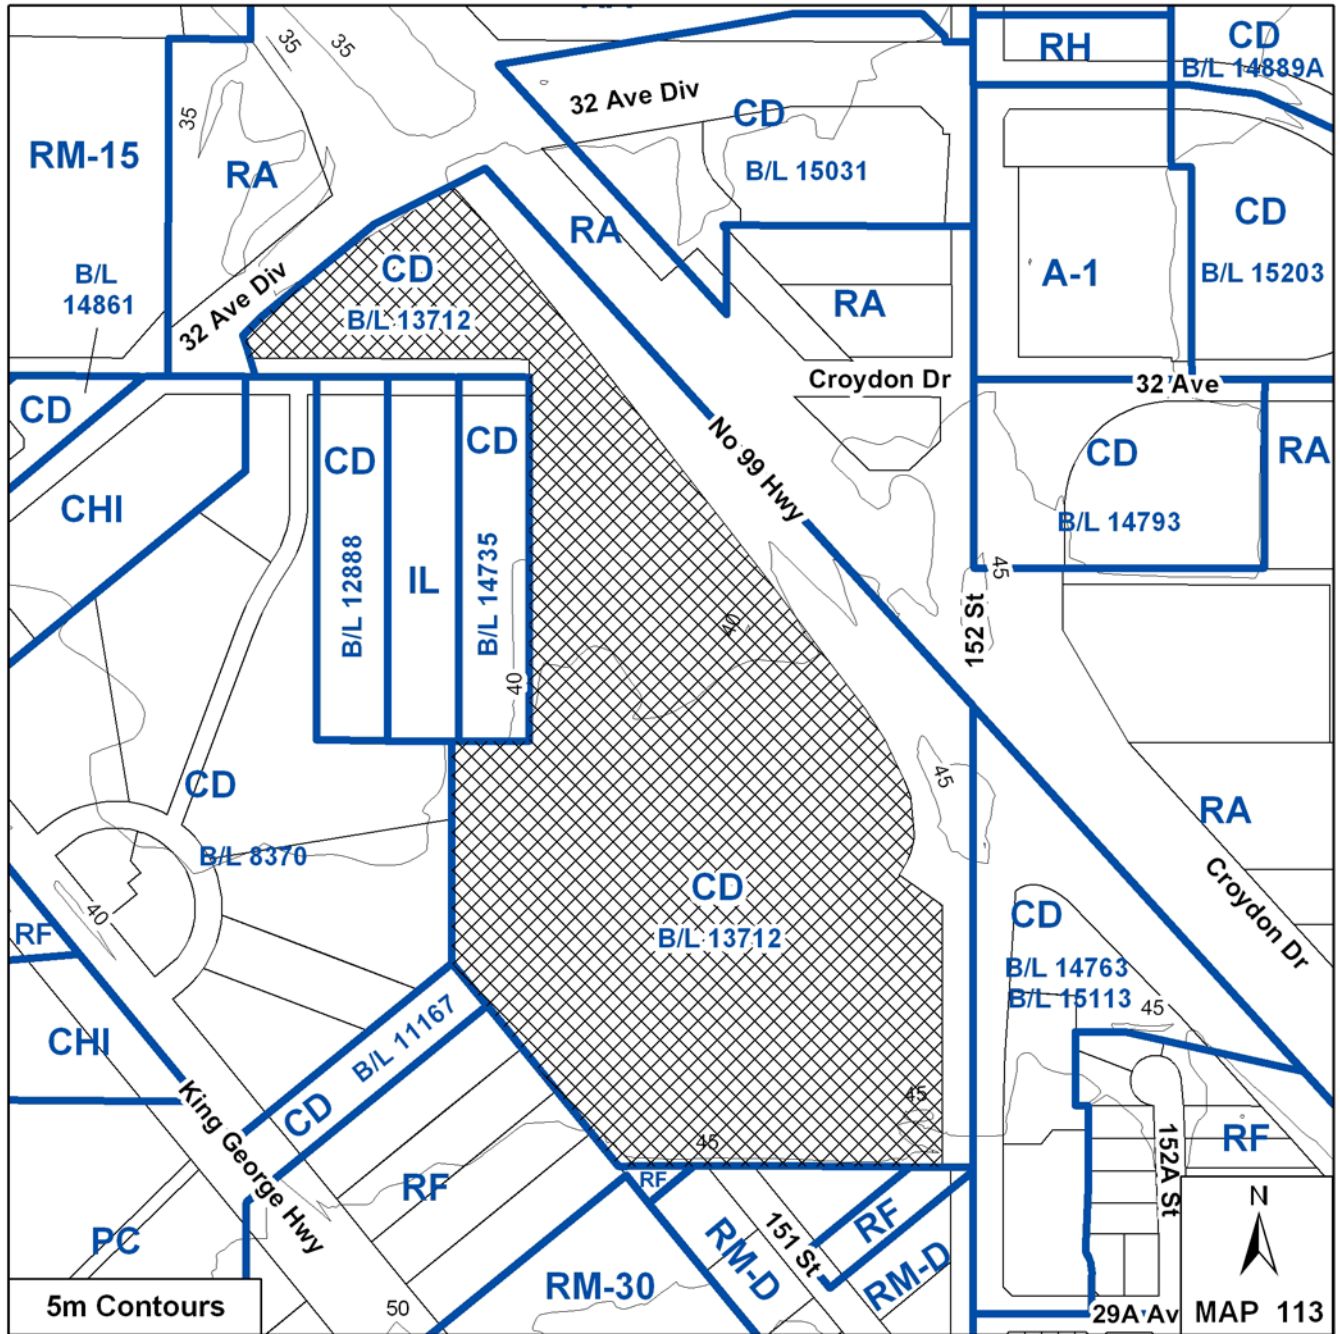 35
35
35
32 Ave Div
RH
CD
B/L 14889A
RM-15
RA
CD
B/L 15031
RA
CD
B/L 15203
A-1
CD
B/L 13712
B/L
14861
32 Ave Div
RA
Croydon Dr
32 Ave
CD
CHI
CD
B/L 12888
IL
CD
B/L 14735
No 99 Hwy
CD
B/L 14793
RA
45
152 St
40
40
CD
B/L 8370
45
RA
Croydon Dr
CD
B/L 13712
CD
B/L 14763
B/L 15113
45
40
RF
CHI
B/L 11167
CD
King George Hwy
45
45
RF
152A St
RF
PC
RF
RM-D
151 St
RF
RM-D
RM-30
50
5m Contours
29A Av
N
MAP 113